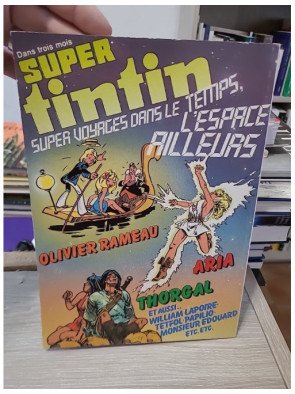 Dans trois mois
SUPER
tintin
SUPER VOYAGES DANS LE TEMPS,
L'ESPACE
AILLEURS
OLIVIER RAMEAU
ARIA
THORGAL
ET AUSSI...
WILLIAM LAPOIRE
TETFOL PAPILIO
MONSIEUR EDOUARD
ETC. ETC.